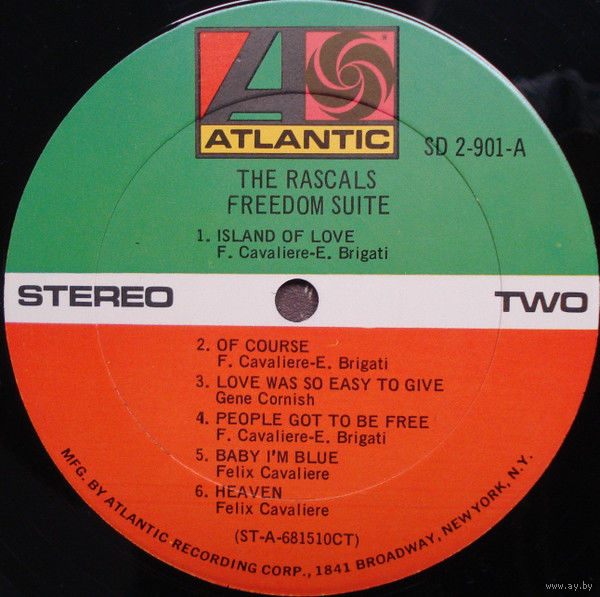 ATLANTIC
SD 2-901-A
THE RASCALS
FREEDOM SUITE
1. ISLAND OF LOVE
F. Cavaliere-E. Brigati
STEREO
TWO
2. OF COURSE
F. Cavaliere-E. Brigati
3. LOVE WAS SO EASY TO GIVE
Gene Cornish
4. PEOPLE GOT TO BE FREE
F. Cavaliere-E. Brigati
5. BABY I'M BLUE
Felix Cavaliere
6. HEAVEN
Felix Cavaliere
(ST-A-681510CT)
MFG. BY ATLANTIC RECORDING CORP., 1841 BROADWAY, NEW YORK, N.Y.
www.ay.by